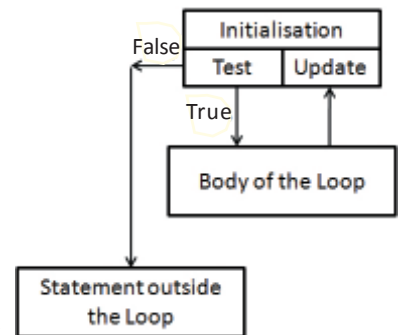 Initialisation
False
Test
Update
True
Body of the Loop
Statement outside
the Loop